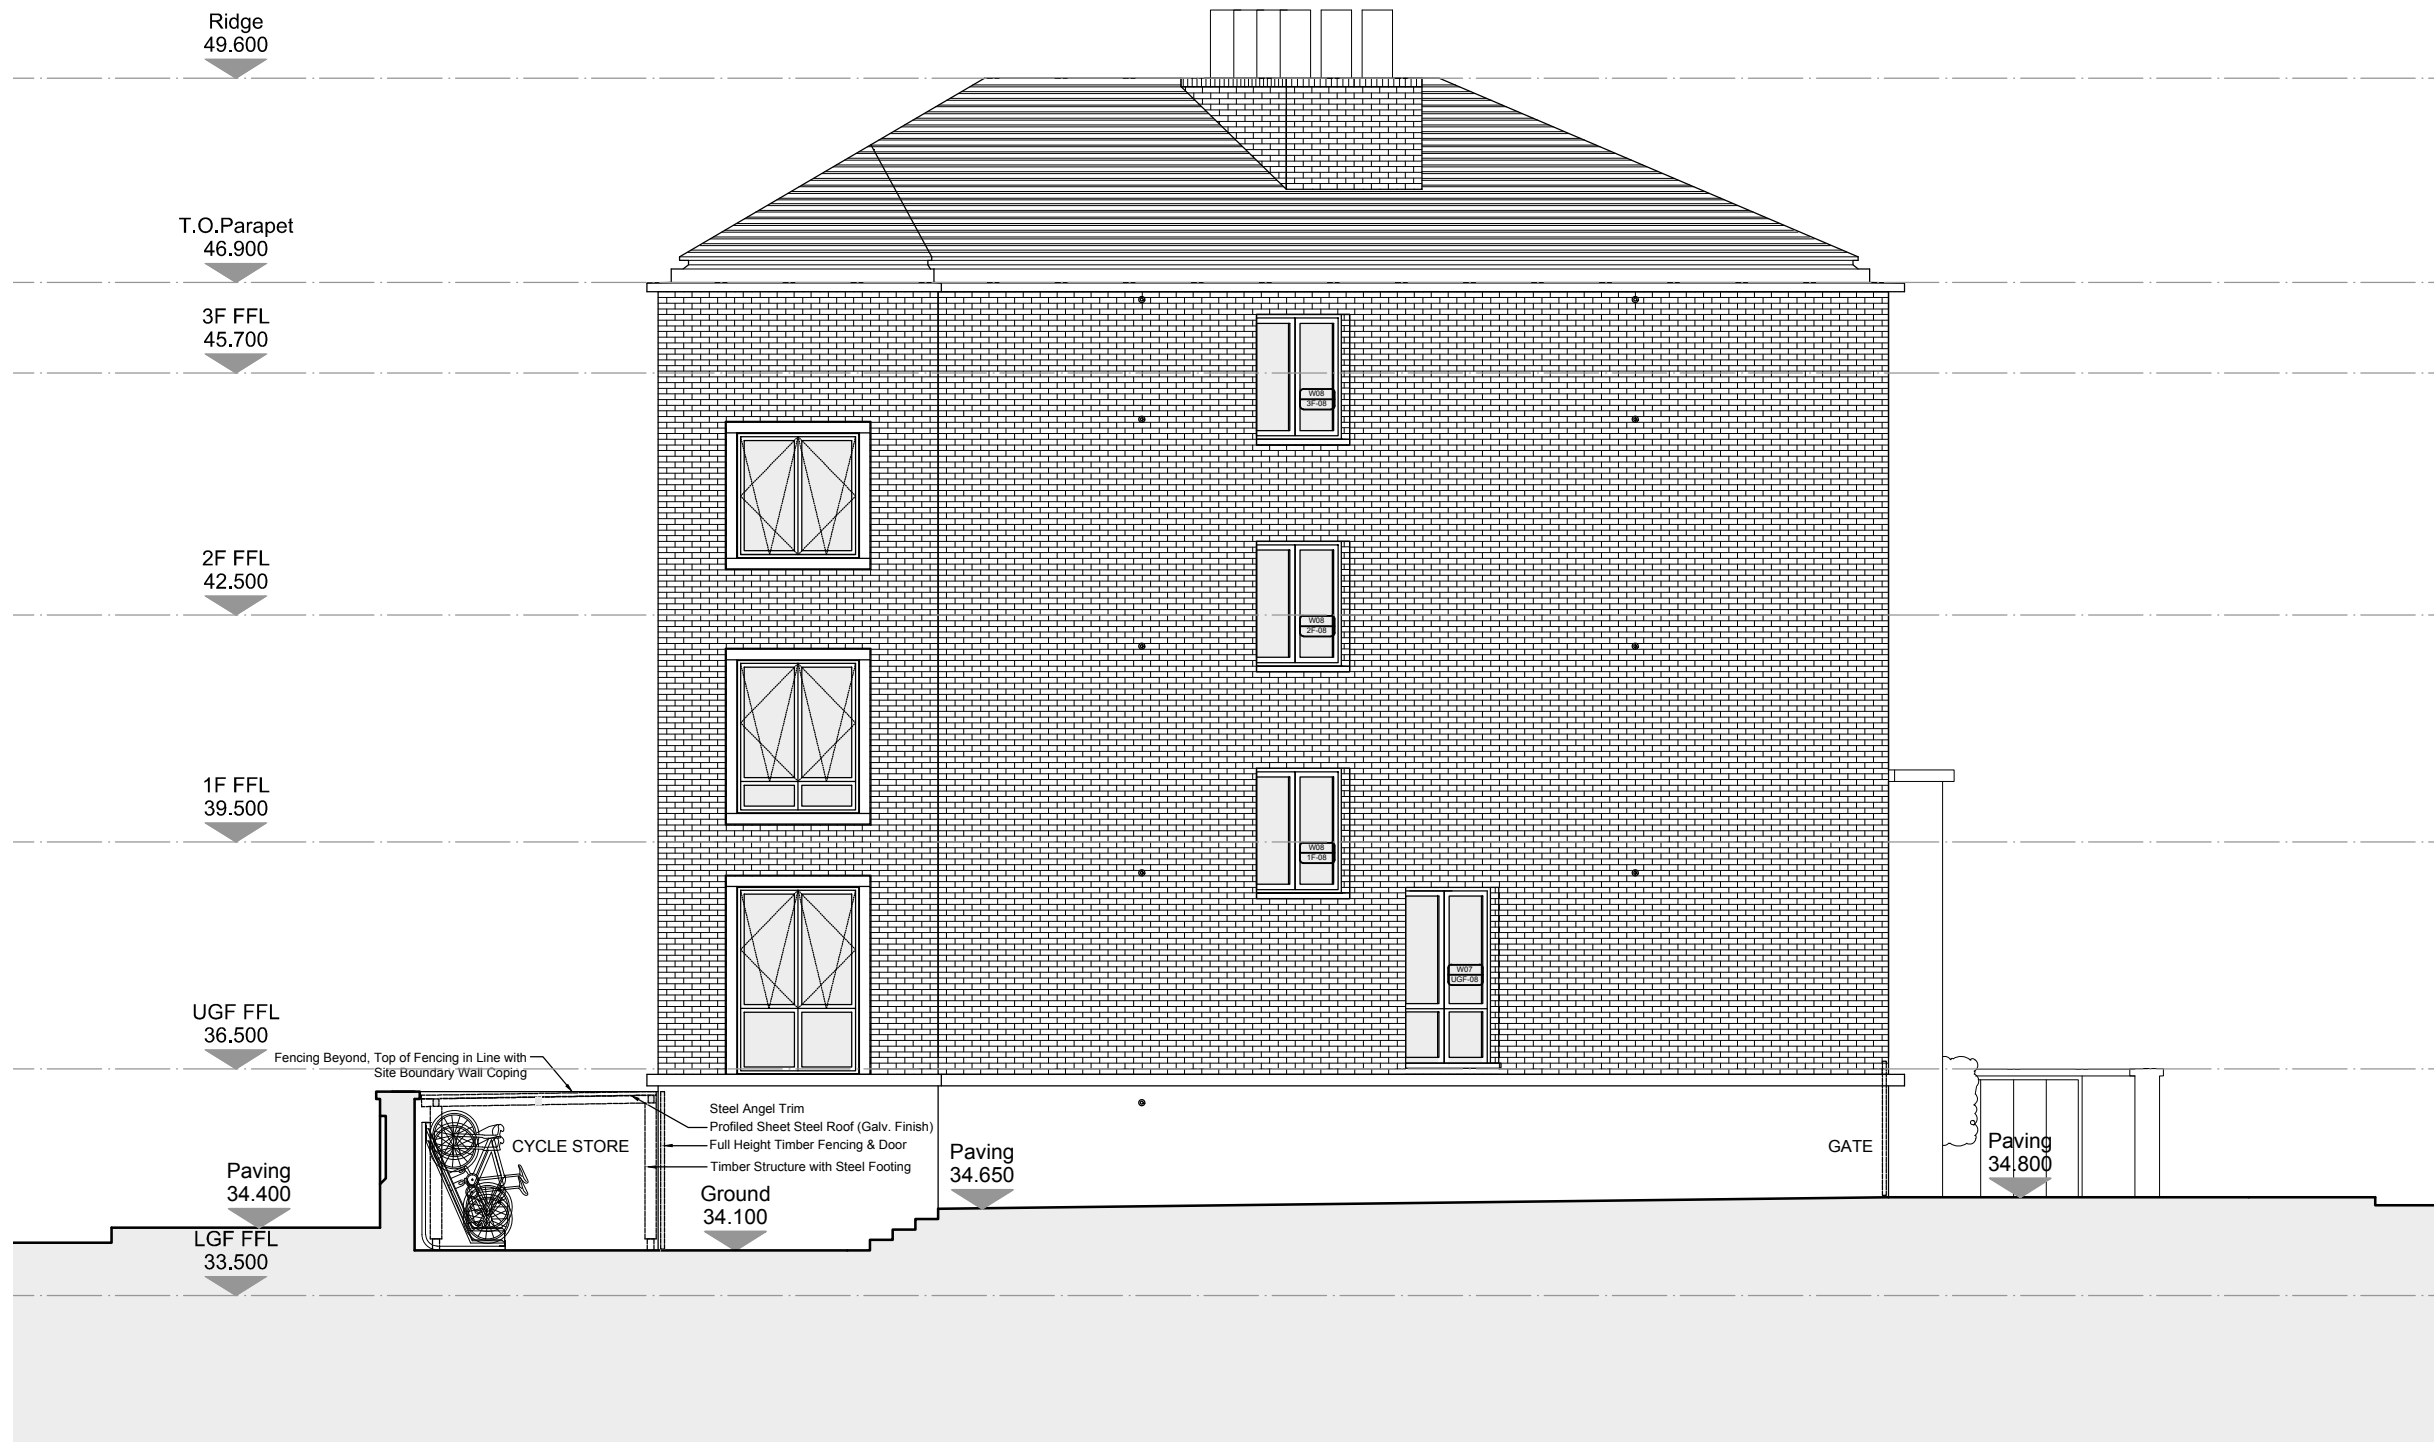 Ridge
49.600
T.O.Parapet
46.900
3F FFL
45.700
W08
3F-08
2F FFL
42.500
W08
2F-08
1F FFL
39.500
W08
1F-08
W07
UGF-08
UGF FFL
36.500
Fencing Beyond, Top of Fencing in Line with
Site Boundary Wall Coping
Steel Angel Trim
Profiled Sheet Steel Roof (Galv. Finish)
Full Height Timber Fencing & Door
Timber Structure with Steel Footing
CYCLE STORE
GATE
Paving
34.800
Paving
34.650
Paving
34.400
Ground
34.100
LGF FFL
33.500